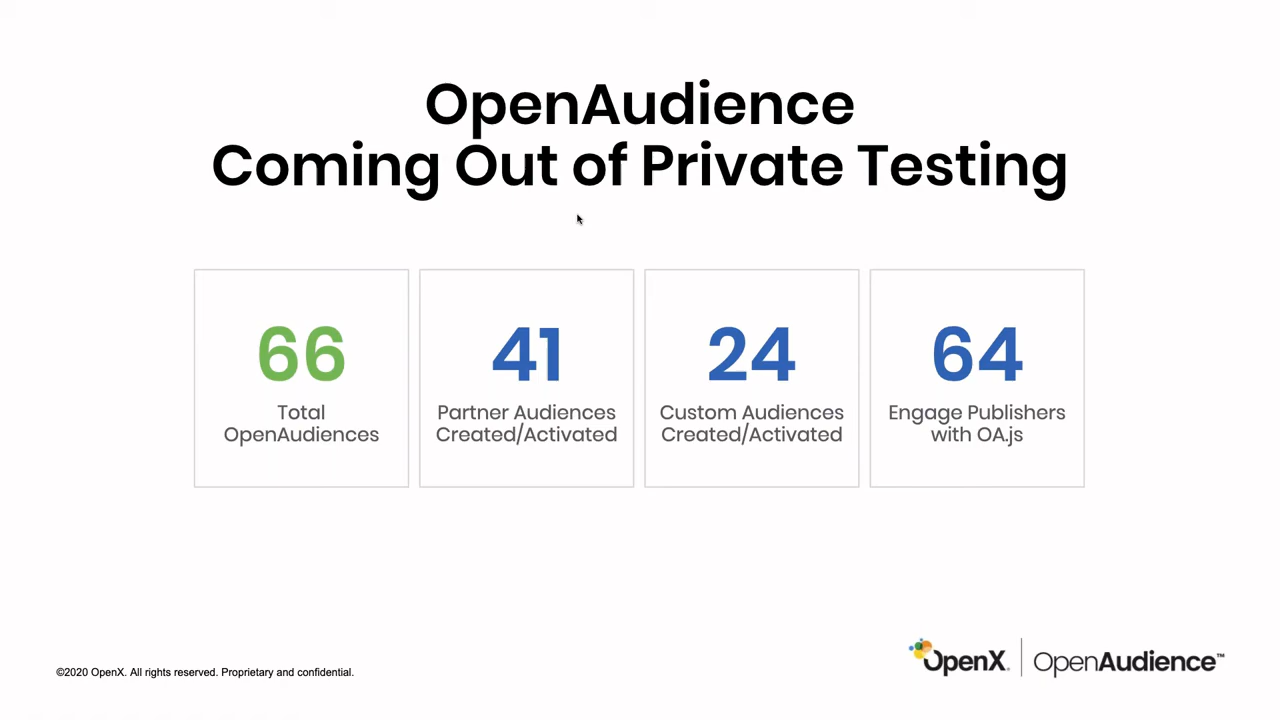 OpenAudience
Coming Out of Private Testing
66
Total
OpenAudiences
41
Partner Audiences
Created/Activated
24
Custom Audiences
Created/Activated
64
Engage Publishers
with OA.js
©2020 OpenX. All rights reserved. Proprietary and confidential.
OpenX.
OpenAudience™